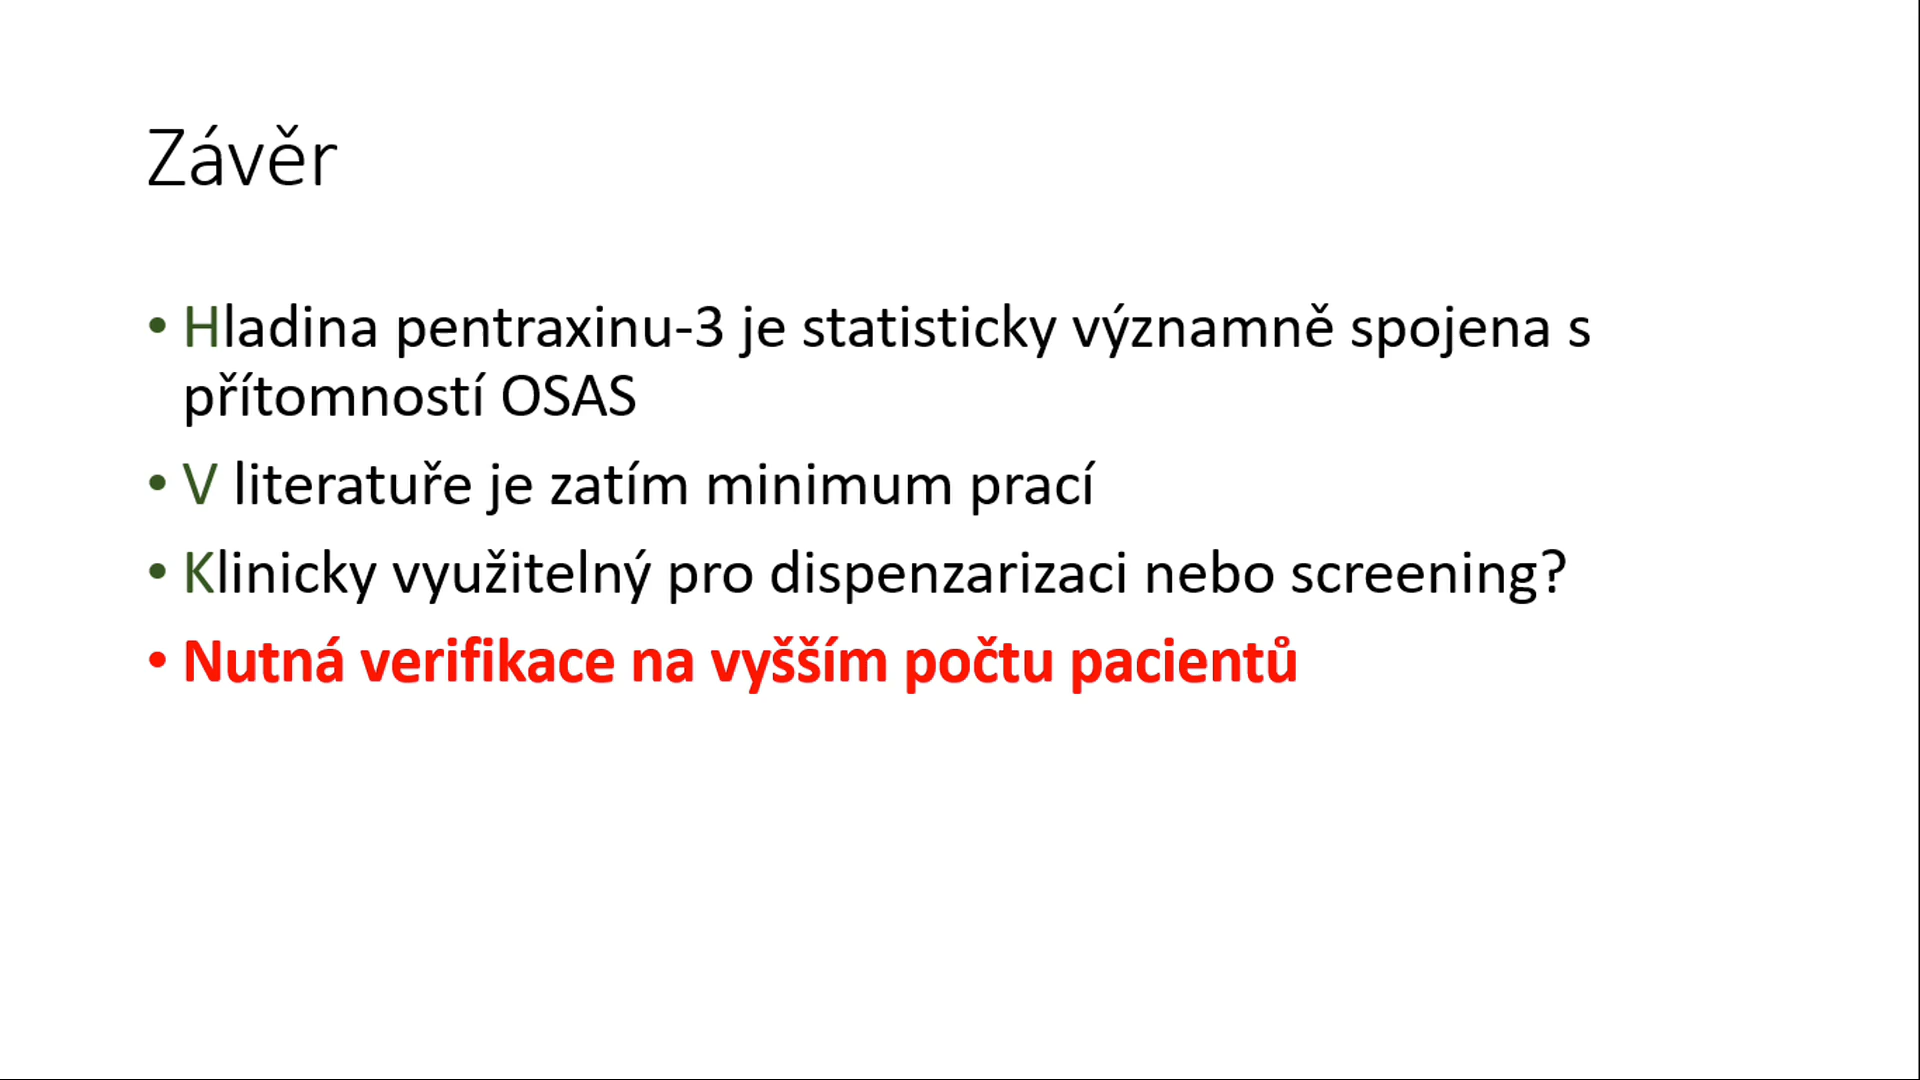 Závěr
• Hladina pentraxinu-3 je statisticky významně spojena s
přítomností OSAS
• V literatuře je zatím minimum prací
• Klinicky využitelný pro dispenzarizaci nebo screening?
• Nutná verifikace na vyšším počtu pacientů